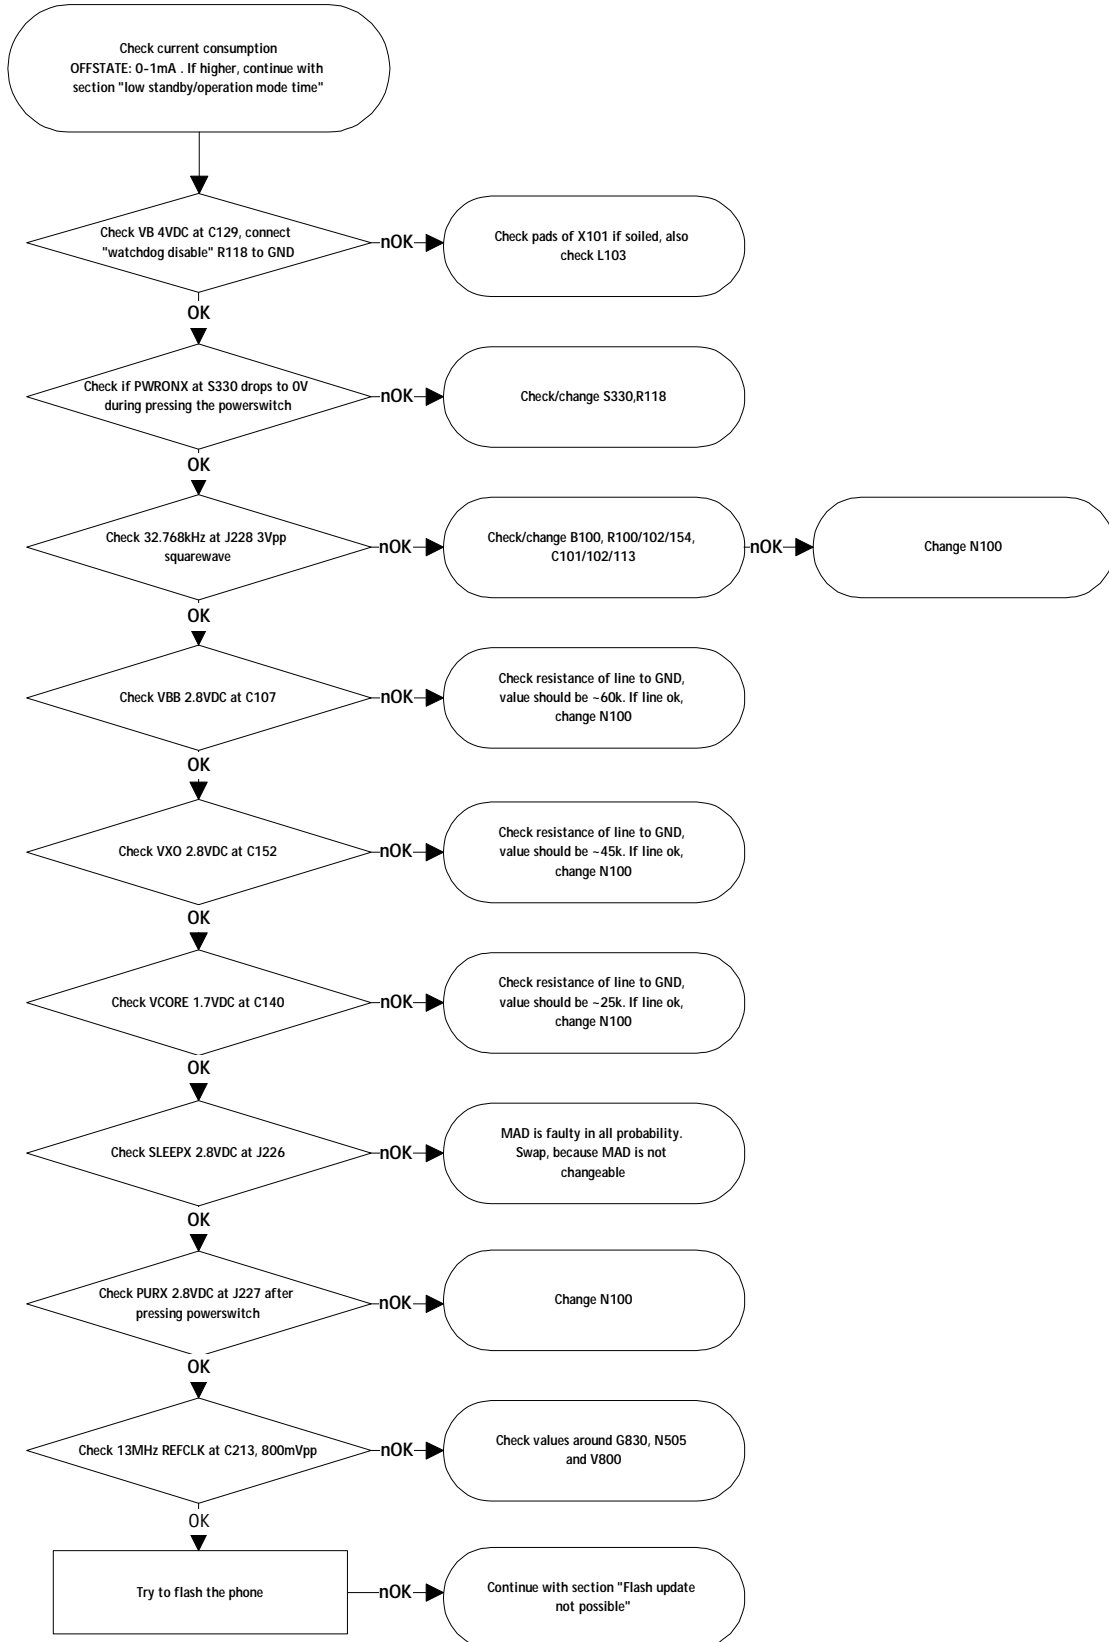 Check current consumption
OFFSTATE: 0-1mA . If higher, continue with
section "low standby/operation mode time"
Check VB 4VDC at C129, connect
"watchdog disable" R118 to GND
nOK
Check pads of X101 if soiled, also
check L103
OK
Check if PWRONX at S330 drops to 0V
during pressing the powerswitch
nOK
Check/change S330,R118
OK
Check 32.768kHz at J228 3Vpp
squarewave
nOK
Check/change B100, R100/102/154,
C101/102/113
nOK
Change N100
OK
Check VBB 2.8VDC at C107
nOK
Check resistance of line to GND,
value should be ~60k. If line ok,
change N100
OK
Check VXO 2.8VDC at C152
nOK
Check resistance of line to GND,
value should be ~45k. If line ok,
change N100
OK
Check VCORE 1.7VDC at C140
nOK
Check resistance of line to GND,
value should be ~25k. If line ok,
change N100
OK
Check SLEEPX 2.8VDC at J226
nOK
MAD is faulty in all probability.
Swap, because MAD is not
changeable
OK
Check PURX 2.8VDC at J227 after
pressing powerswitch
nOK
Change N100
OK
Check 13MHz REFCLK at C213, 800mVpp
nOK
Check values around G830, N505
and V800
OK
Try to flash the phone
nOK
Continue with section "Flash update
not possible"